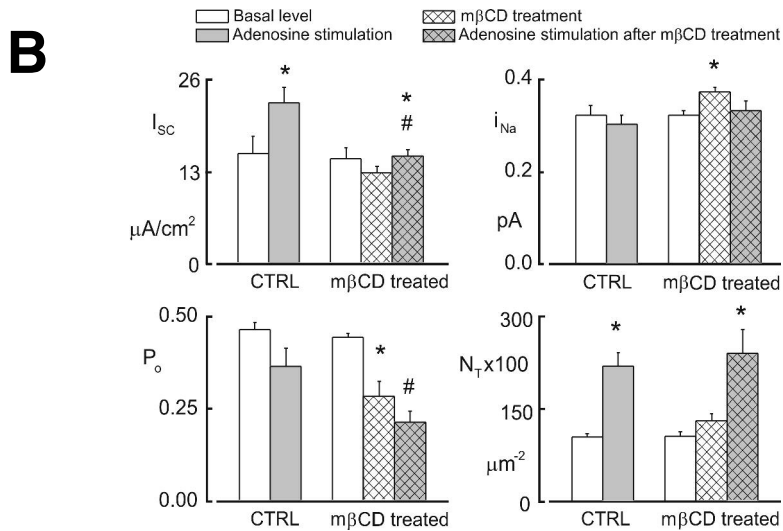 B
Basal level
Adenosine stimulation
mβCD treatment
Adenosine stimulation after mβCD treatment
26
13
0
I_SC
μA/cm²
*
*
#
CTRL
mβCD treated
0.4
0.2
0.0
i_Na
pA
*
CTRL
mβCD treated
0.50
0.25
0.00
P_o
*
#
CTRL
mβCD treated
300
150
0
N_Tx100
μm⁻²
*
*
CTRL
mβCD treated